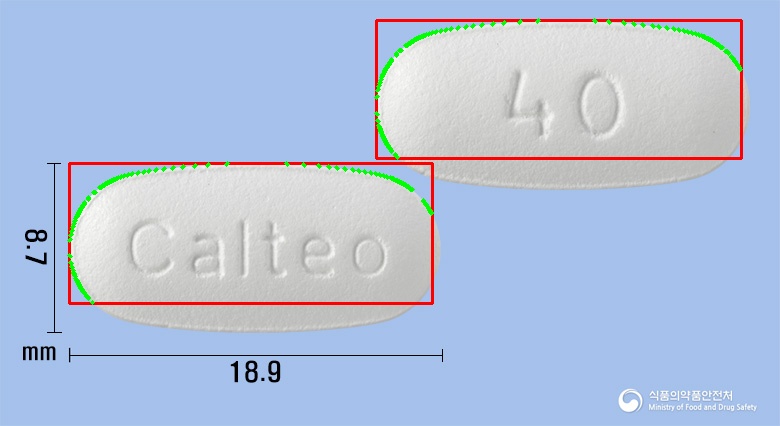 40
Calteo
8.7
mm
18.9
식품의약품안전처
Ministry of Food and Drug Safety